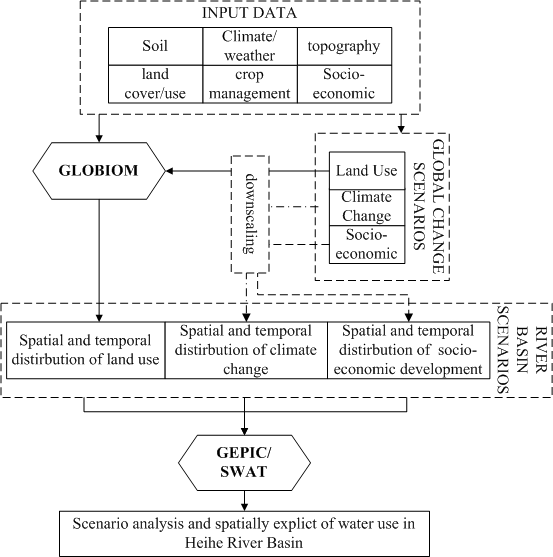 INPUT DATA
Soil
Climate/
weather
topography
land
cover/use
crop
management
Socio-
economic
GLOBIOM
downscaling
Land Use
Climate
Change
Socio-
economic
GLOBAL CHANGE
SCENARIOS
Spatial and temporal
distirbution of land use
Spatial and temporal
distirbution of climate
change
Spatial and temporal
distirbution of socio-
economic development
RIVER
BASIN
SCENARIOS
GEPIC/
SWAT
Scenario analysis and spatially explict of water use in
Heihe River Basin